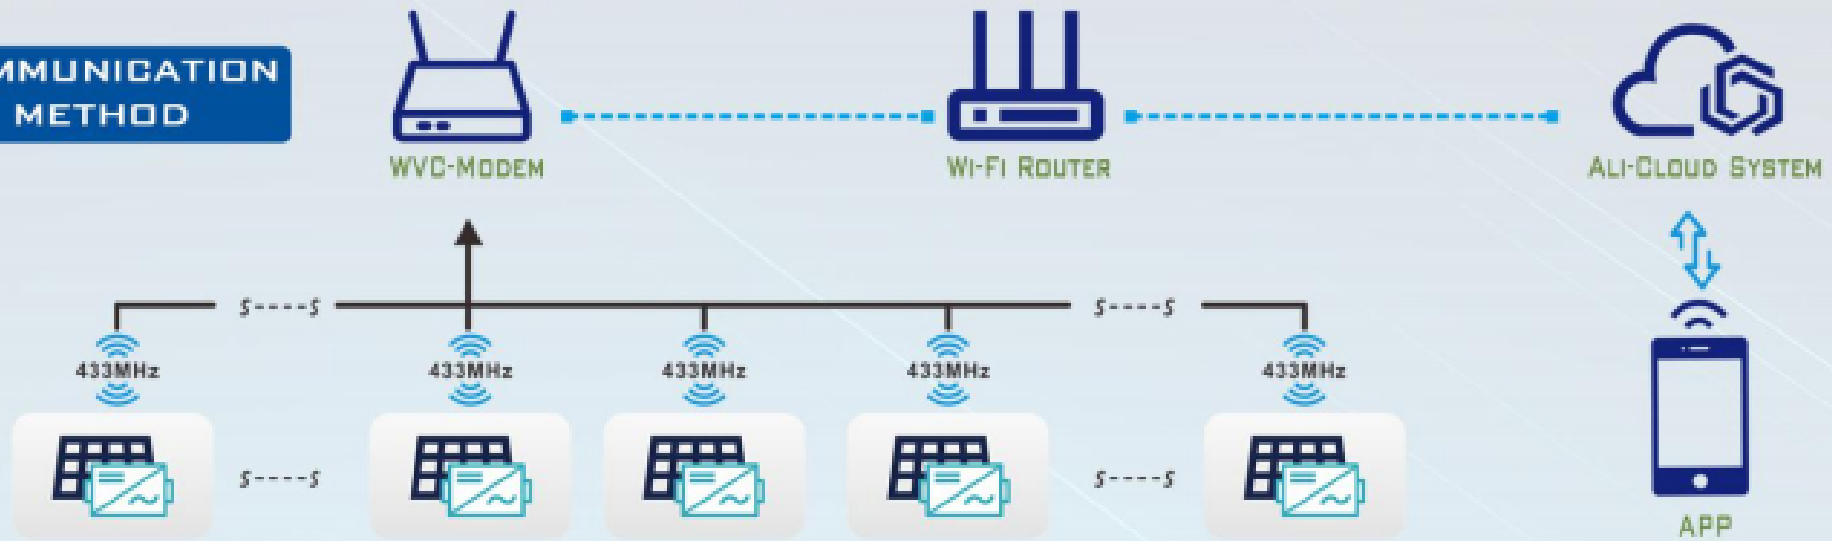 MMUNICATION
METHOD
WVC-MODEM
WI-FI ROUTER
ALI-CLOUD SYSTEM
S----S
S----S
433MHz
433MHz
433MHz
433MHz
433MHz
S----S
S----S
APP